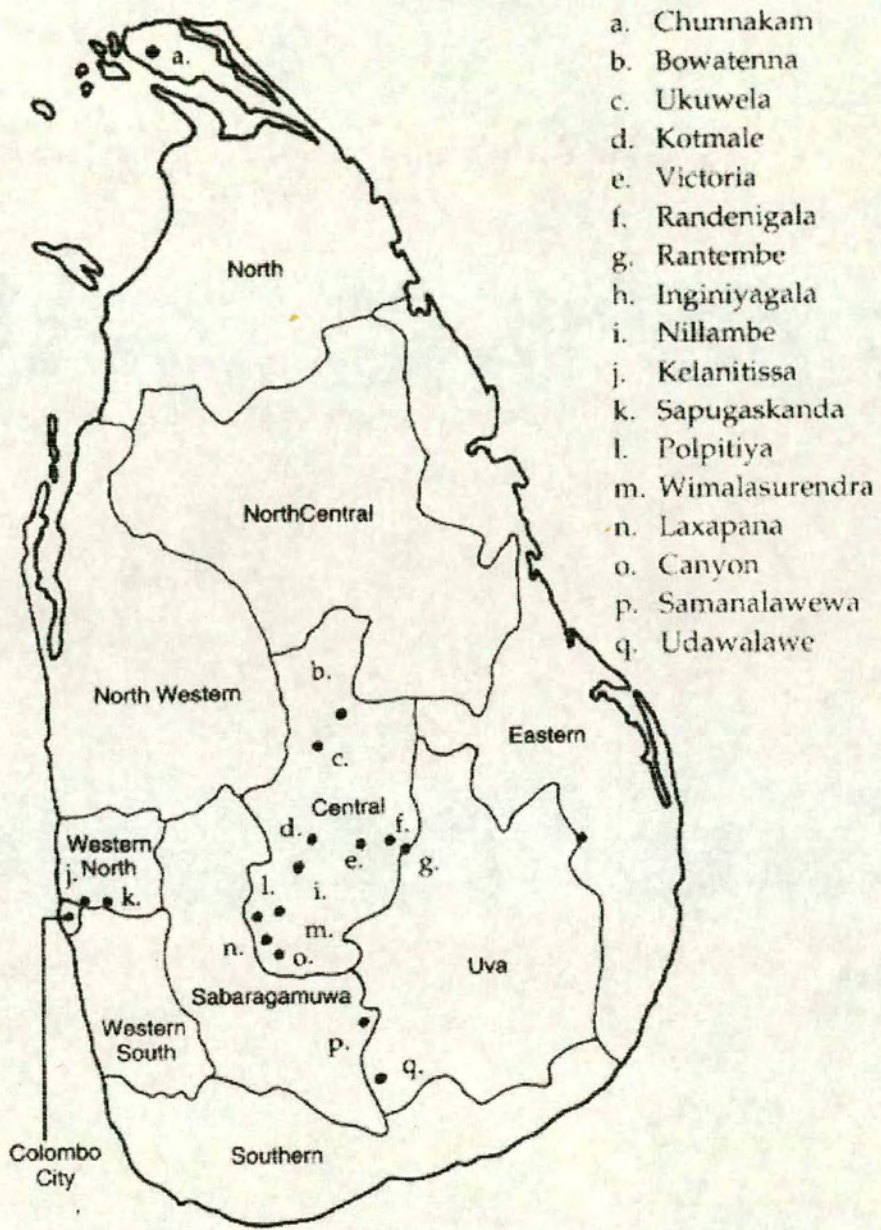 a. Chunnakam
b. Bowatenna
c. Ukuwela
d. Kotmale
e. Victoria
f. Randenigala
g. Rantembe
h. Inginiyagala
i. Nillambe
j. Kelanitissa
k. Sapugaskanda
l. Polpitiya
m. Wimalasurendra
n. Laxapana
o. Canyon
p. Samanalawewa
q. Udawalawe
a.
North
NorthCentral
b.
North Western
Eastern
c.
Central
d.
f.
e.
g.
Western
North
j.
k.
i.
l.
m.
n.
o.
Uva
Sabaragamuwa
Western
South
p.
q.
Colombo
City
Southern